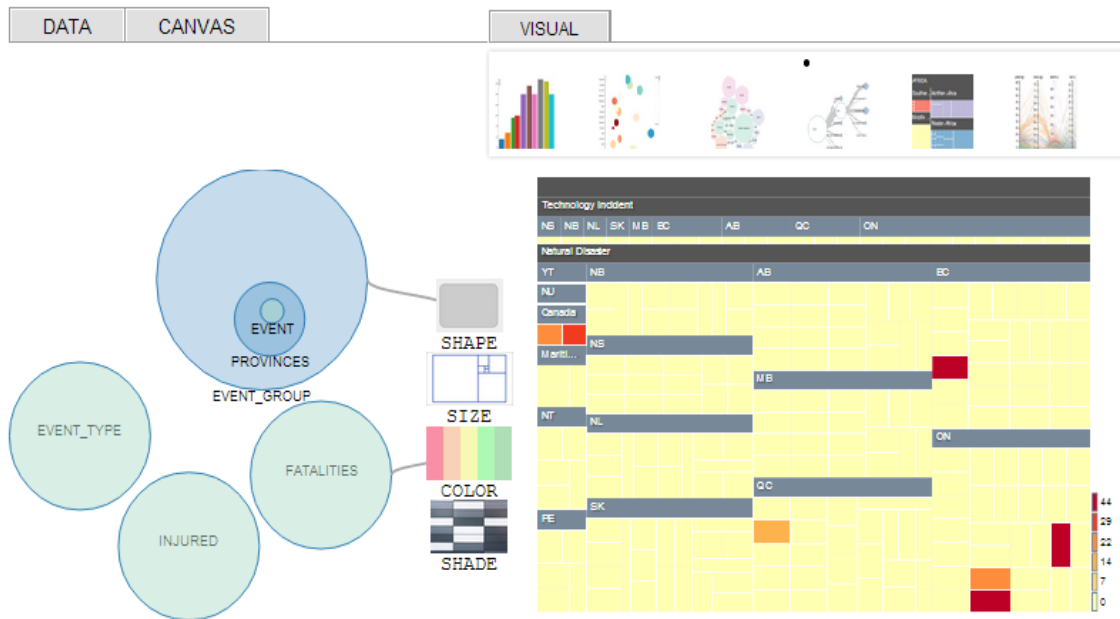 DATA CANVAS VISUAL
EVENT
PROVINCES
EVENT_GROUP
EVENT_TYPE
INJURED
FATALITIES
SHAPE
SIZE
COLOR
SHADE
Technology Incident
NS NB NL SK MB BC AB QC ON
Natural Disaster
YT NB AB BC
NU
Canada
Mariti... NS
MB
NT NL
ON
QC
SK
PE
44
29
22
14
7
0